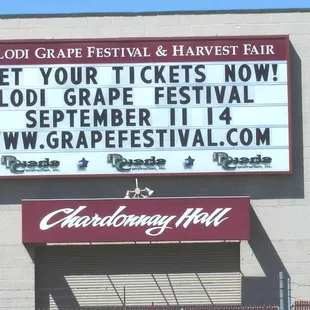 LODI GRAPE FESTIVAL & HARVEST FAIR
ET YOUR TICKETS NOW!
LODI GRAPE FESTIVAL
SEPTEMBER 11 14
WWW.GRAPEFESTIVAL.COM
Chardonnay Hall